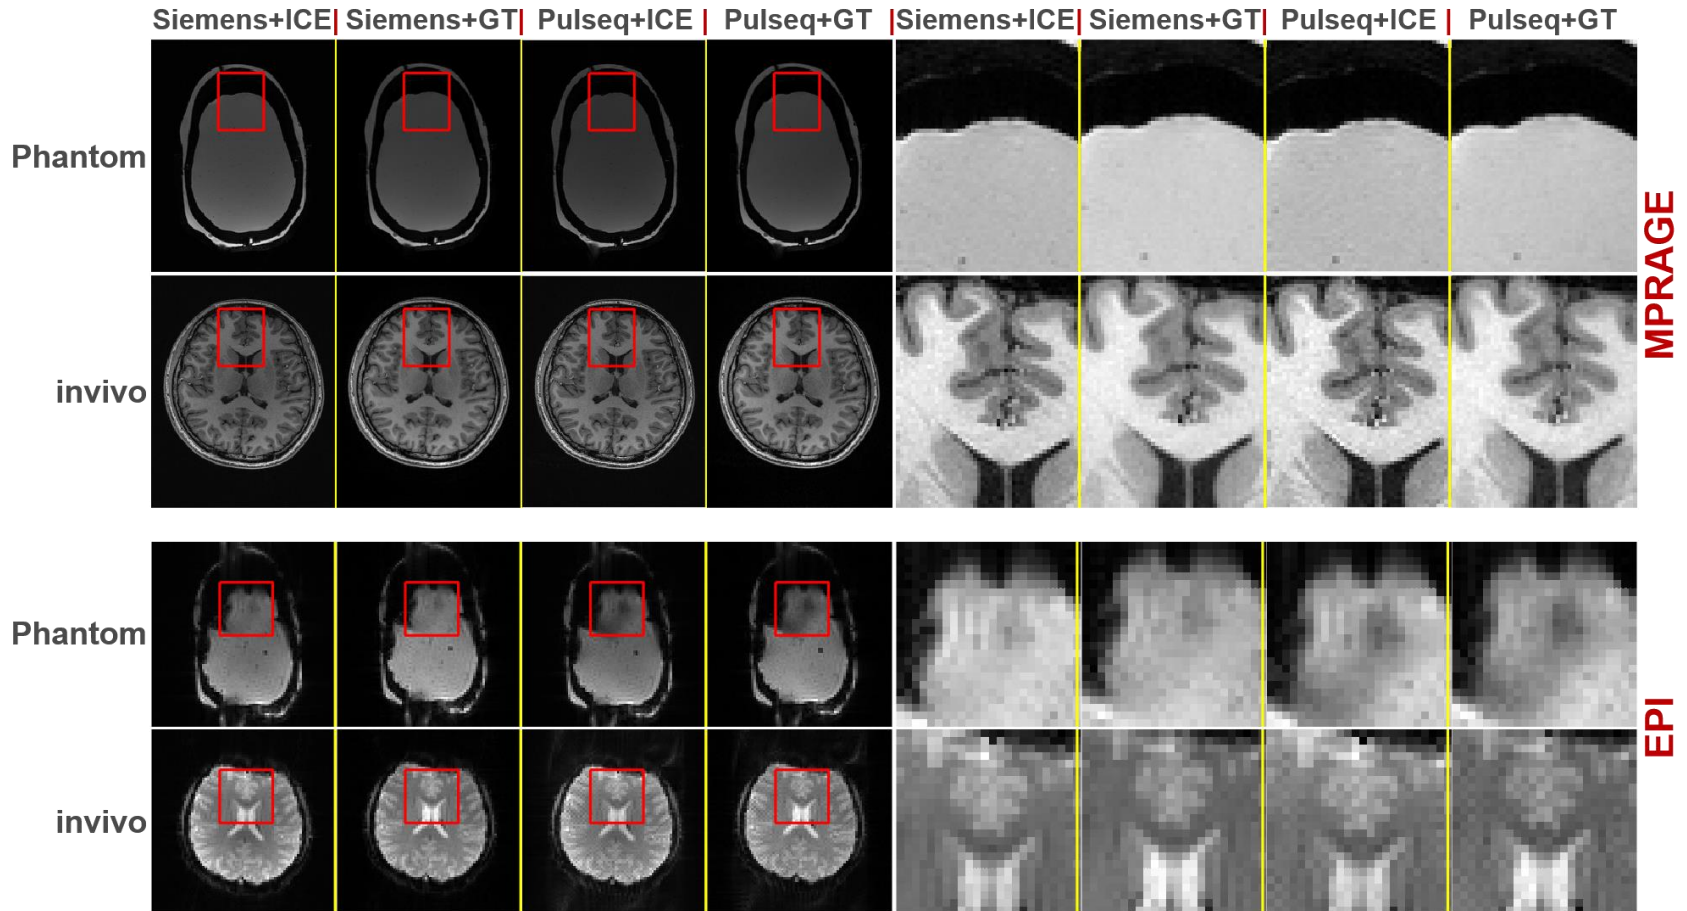 Siemens+ICE | Siemens+GT | Pulseq+ICE | Pulseq+GT | Siemens+ICE | Siemens+GT | Pulseq+ICE | Pulseq+GT
Phantom
MPRAGE
invivo
Phantom
EPI
invivo